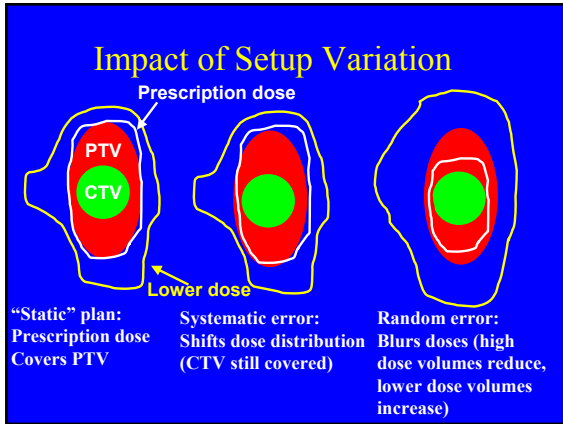 Impact of Setup Variation
Prescription dose
PTV
CTV
Lower dose
“Static” plan:
Prescription dose
Covers PTV
Systematic error:
Shifts dose distribution
(CTV still covered)
Random error:
Blurs doses (high
dose volumes reduce,
lower dose volumes
increase)